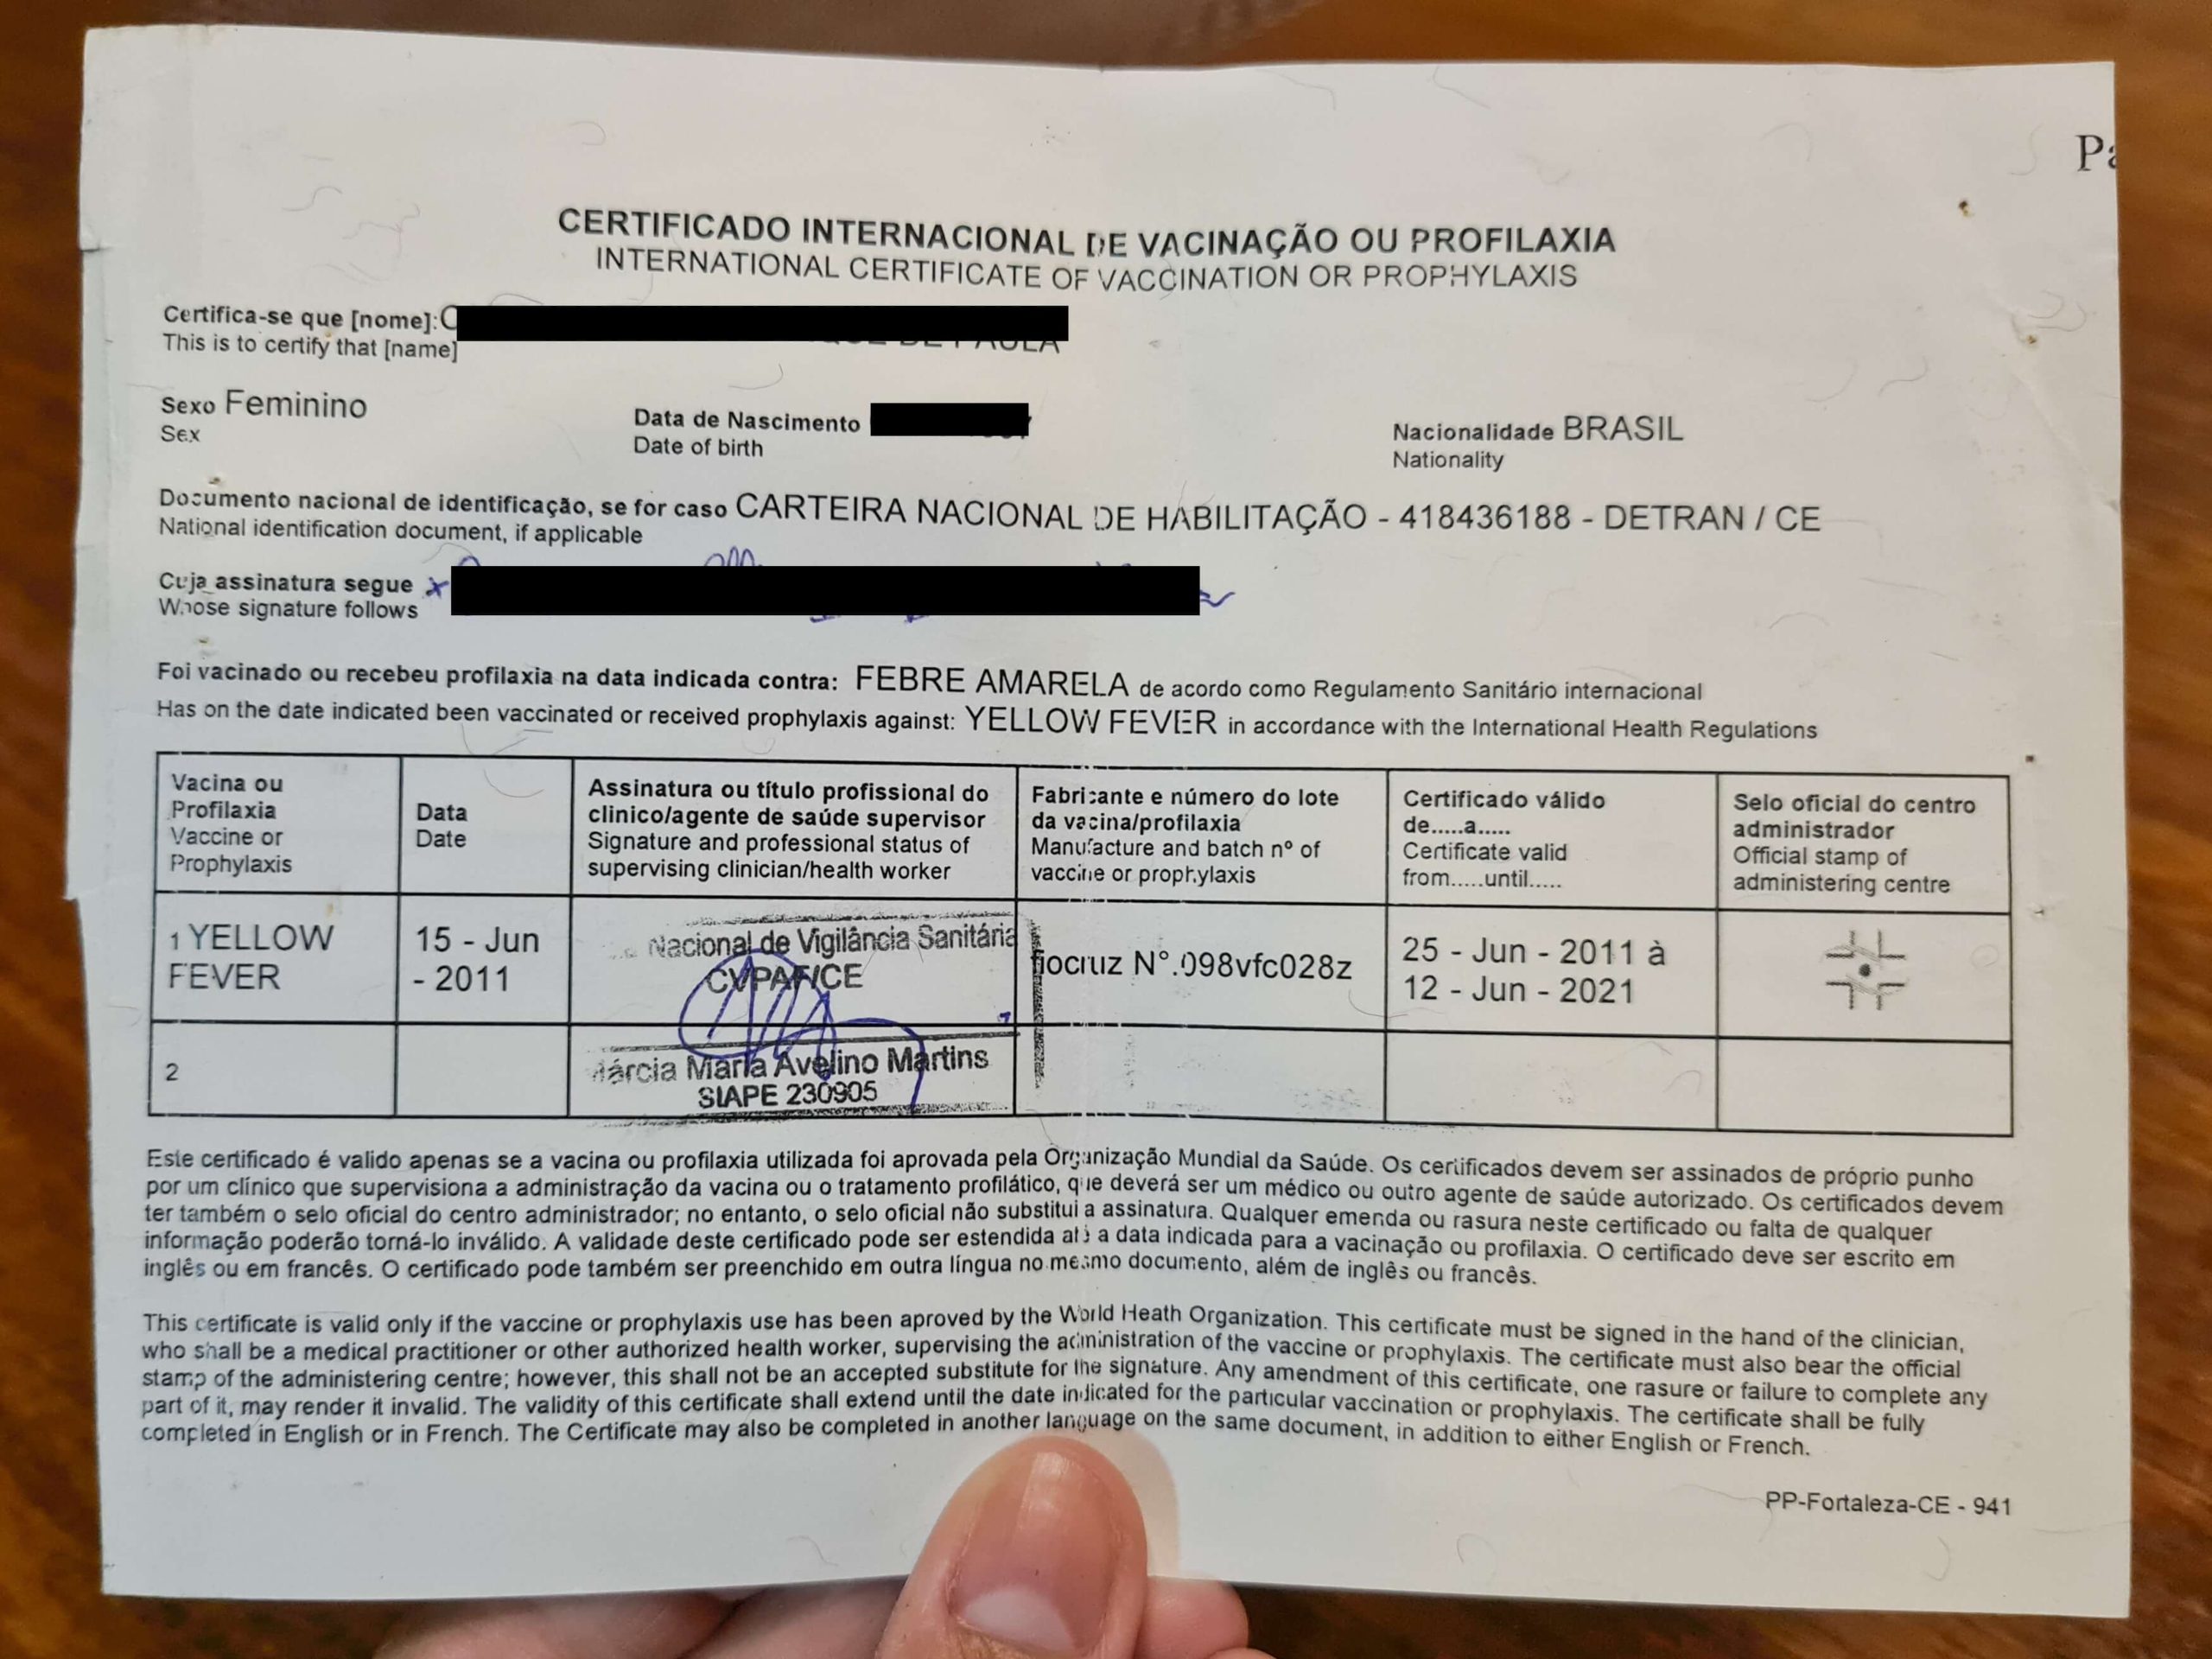 Pa
CERTIFICADO INTERNACIONAL DE VACINAÇÃO OU PROFILAXIA
INTERNATIONAL CERTIFICATE OF VACCINATION OR PROPHYLAXIS
Certifica-se que [nome]: C
DE PAULA
This is to certify that [name]
Sexo Feminino
Sex
Data de Nascimento
Date of birth
Nacionalidade BRASIL
Nationality
Documento nacional de identificação, se for caso CARTEIRA NACIONAL DE HABILITAÇÃO - 418436188 - DETRAN / CE
National identification document, if applicable
Cuja assinatura segue x
Whose signature follows
Foi vacinado ou recebeu profilaxia na data indicada contra: FEBRE AMARELA de acordo como Regulamento Sanitário internacional
Has on the date indicated been vaccinated or received prophylaxis against: YELLOW FEVER in accordance with the International Health Regulations
Vacina ou
Profilaxia
Vaccine or
Prophylaxis
Data
Date
Assinatura ou título profissional do
clinico/agente de saúde supervisor
Signature and professional status of
supervising clinician/health worker
Fabricante e número do lote
da vacina/profilaxia
Manufacture and batch nº of
vaccine or prophylaxis
Certificado válido
de.....a.....
Certificate valid
from.....until.....
Selo oficial do centro
administrador
Official stamp of
administering centre
1 YELLOW
FEVER
15 - Jun
- 2011
Nacional de Vigilância Sanitária
CVPAF/CE
fiocruz N°.098vfc028z
25 - Jun - 2011 à
12 - Jun - 2021
2
Márcia Maria Avelino Martins
SIAPE 230905
Este certificado é valido apenas se a vacina ou profilaxia utilizada foi aprovada pela Organização Mundial da Saúde. Os certificados devem ser assinados de próprio punho
por um clínico que supervisiona a administração da vacina ou o tratamento profilático, que deverá ser um médico ou outro agente de saúde autorizado. Os certificados devem
ter também o selo oficial do centro administrador; no entanto, o selo oficial não substitui a assinatura. Qualquer emenda ou rasura neste certificado ou falta de qualquer
informação poderão torná-lo inválido. A validade deste certificado pode ser estendida até a data indicada para a vacinação ou profilaxia. O certificado deve ser escrito em
inglês ou em francês. O certificado pode também ser preenchido em outra língua no mesmo documento, além de inglês ou francês.
This certificate is valid only if the vaccine or prophylaxis use has been aproved by the World Heath Organization. This certificate must be signed in the hand of the clinician,
who shall be a medical practitioner or other authorized health worker, supervising the administration of the vaccine or prophylaxis. The certificate must also bear the official
stamp of the administering centre; however, this shall not be an accepted substitute for the signature. Any amendment of this certificate, one rasure or failure to complete any
part of it, may render it invalid. The validity of this certificate shall extend until the date indicated for the particular vaccination or prophylaxis. The certificate shall be fully
completed in English or in French. The Certificate may also be completed in another language on the same document, in addition to either English or French.
PP-Fortaleza-CE - 941